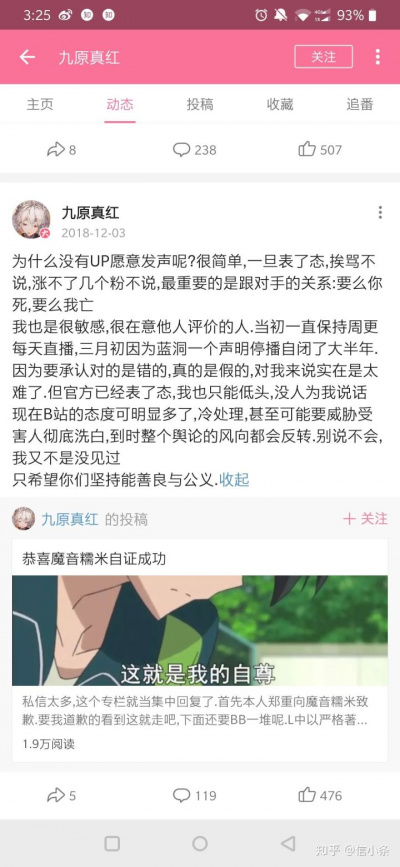 3:25
93%
九原真红
关注
主页
动态
投稿
收藏
追番
8
238
507
九原真红
2018-12-03
为什么没有UP愿意发声呢?很简单,一旦表了态,挨骂不
说,涨不了几个粉不说,最重要的是跟对手的关系:要么你
死,要么我亡
我也是很敏感,很在意他人评价的人.当初一直保持周更
每天直播,三月初因为蓝洞一个声明停播自闭了大半年.
因为要承认对的是错的,真的是假的,对我来说实在是太
难了.但官方已经表了态,我也只能低头,没人为我说话
现在B站的态度可明显多了,冷处理,甚至可能要威胁受
害人彻底洗白,到时整个舆论的风向都会反转.别说不会,
我又不是没见过
只希望你们坚持能善良与公义.收起
九原真红 的投稿
+ 关注
恭喜魔音糯米自证成功
这就是我的自尊
私信太多,这个专栏就当集中回复了.首先本人郑重向魔音糯米致
歉.要我道歉的看到这就走吧,下面还要BB一堆呢.L中以严格著...
1.9万阅读
5
119
476
知乎 @信小条